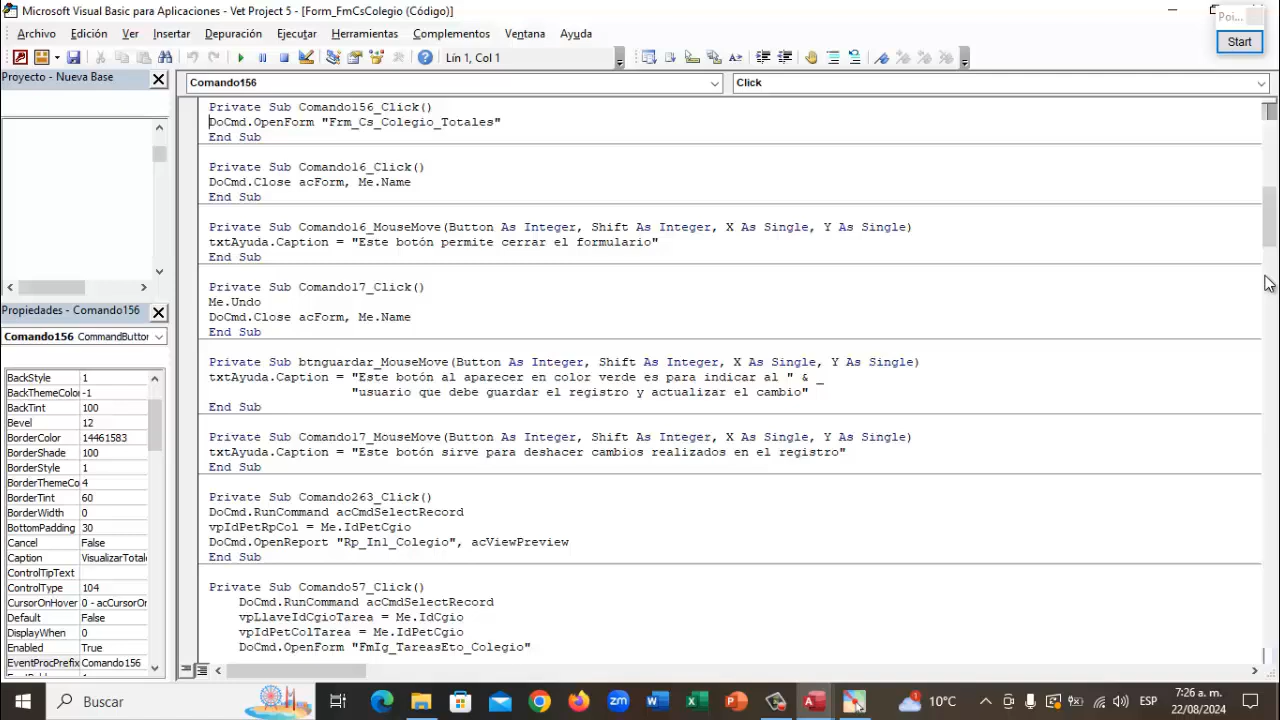 Microsoft Visual Basic para Aplicaciones - Vet Project 5 - [Form_FmCsColegio (Código)]
Poi...
Start
Archivo Edición Ver Insertar Depuración Ejecutar Herramientas Complementos Ventana Ayuda
Lín 1, Col 1
Proyecto - Nueva Base
Comando156
Click
Private Sub Comando156_Click()
DoCmd.OpenForm "Frm_Cs_Colegio_Totales"
End Sub
Private Sub Comando16_Click()
DoCmd.Close acForm, Me.Name
End Sub
Private Sub Comando16_MouseMove(Button As Integer, Shift As Integer, X As Single, Y As Single)
txtAyuda.Caption = "Este botón permite cerrar el formulario"
End Sub
Private Sub Comando17_Click()
Me.Undo
DoCmd.Close acForm, Me.Name
End Sub
Private Sub btnguardar_MouseMove(Button As Integer, Shift As Integer, X As Single, Y As Single)
txtAyuda.Caption = "Este botón al aparecer en color verde es para indicar al " & _
"usuario que debe guardar el registro y actualizar el cambio"
End Sub
Private Sub Comando17_MouseMove(Button As Integer, Shift As Integer, X As Single, Y As Single)
txtAyuda.Caption = "Este botón sirve para deshacer cambios realizados en el registro"
End Sub
Private Sub Comando263_Click()
DoCmd.RunCommand acCmdSelectRecord
vpIdPetRpCol = Me.IdPetCgio
DoCmd.OpenReport "Rp_In1_Colegio", acViewPreview
End Sub
Private Sub Comando57_Click()
DoCmd.RunCommand acCmdSelectRecord
vpLlaveIdCgioTarea = Me.IdCgio
vpIdPetColTarea = Me.IdPetCgio
DoCmd.OpenForm "FmIg_TareasEto_Colegio"
Propiedades - Comando156
Comando156 CommandButton
BackStyle 1
BackThemeColor -1
BackTint 100
Bevel 12
BorderColor 14461583
BorderShade 100
BorderStyle 1
BorderThemeCo 4
BorderTint 60
BorderWidth 0
BottomPadding 30
Cancel False
Caption VisualizarTotale
ControlTipText
ControlType 104
CursorOnHover 0 - acCursorOn
Default False
DisplayWhen 0
Enabled True
EventProcPrefix Comando156
Buscar
10°C
ESP
7:26 a. m.
22/08/2024